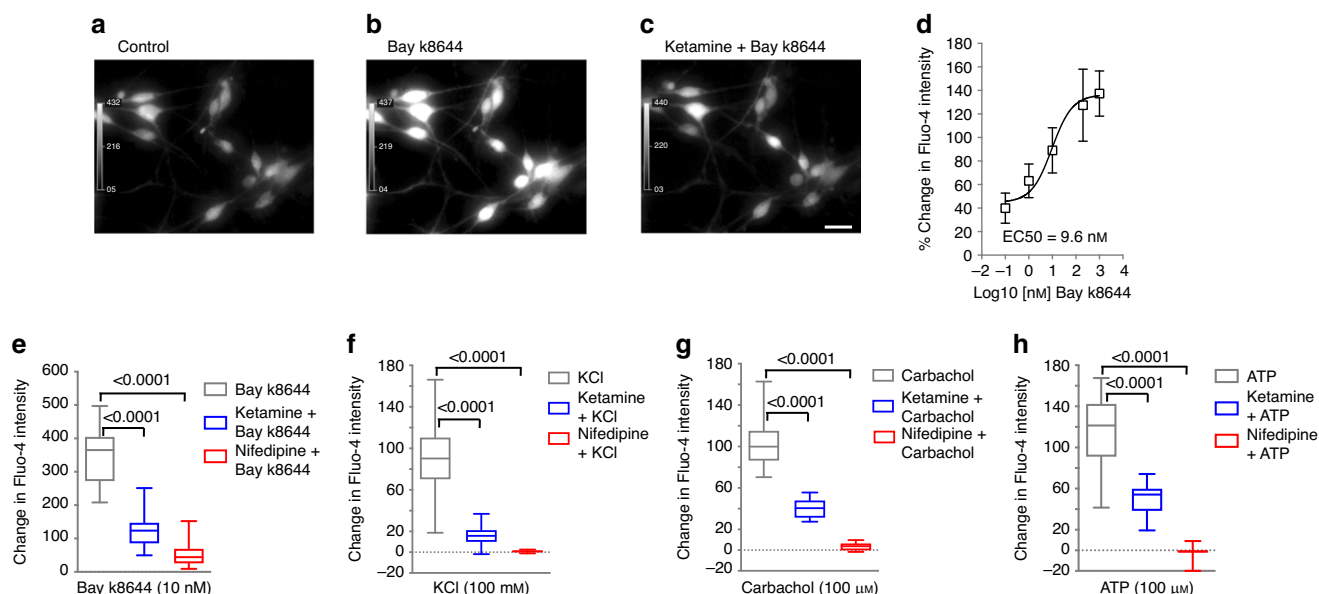 a
Control
432
216
05
b
Bay k8644
437
217
04
c
Ketamine + Bay k8644
440
220
03
d
180
160
140
120
100
80
60
40
20
0
% Change in Fluo-4 intensity
EC50 = 9.6 nM
−2 −1 0 1 2 3 4
Log10 [nM] Bay k8644
e
600
500
400
300
200
100
0
Change in Fluo-4 intensity
<0.0001
<0.0001
Bay k8644
Ketamine +
Bay k8644
Nifedipine +
Bay k8644
Bay k8644 (10 nM)
f
180
140
100
60
20
0
−20
Change in Fluo-4 intensity
<0.0001
<0.0001
KCl
Ketamine
+ KCl
Nifedipine
+ KCl
KCl (100 mM)
g
180
140
100
60
20
0
−20
Change in Fluo-4 intensity
<0.0001
<0.0001
Carbachol
Ketamine +
Carbachol
Nifedipine +
Carbachol
Carbachol (100 μM)
h
180
140
100
60
20
0
−20
Change in Fluo-4 intensity
<0.0001
<0.0001
ATP
Ketamine
+ ATP
Nifedipine
+ ATP
ATP (100 μM)